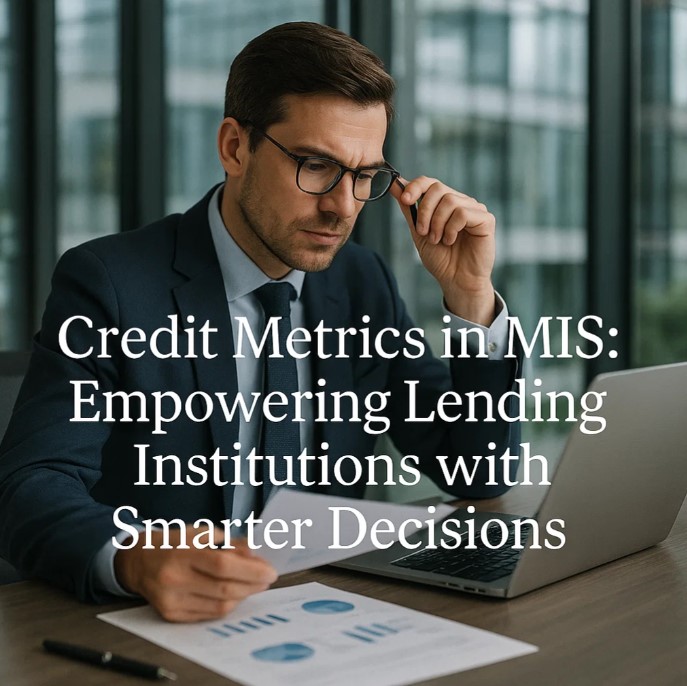 Credit Metrics in MIS:
Empowering Lending
Institutions with
Smarter Decisions